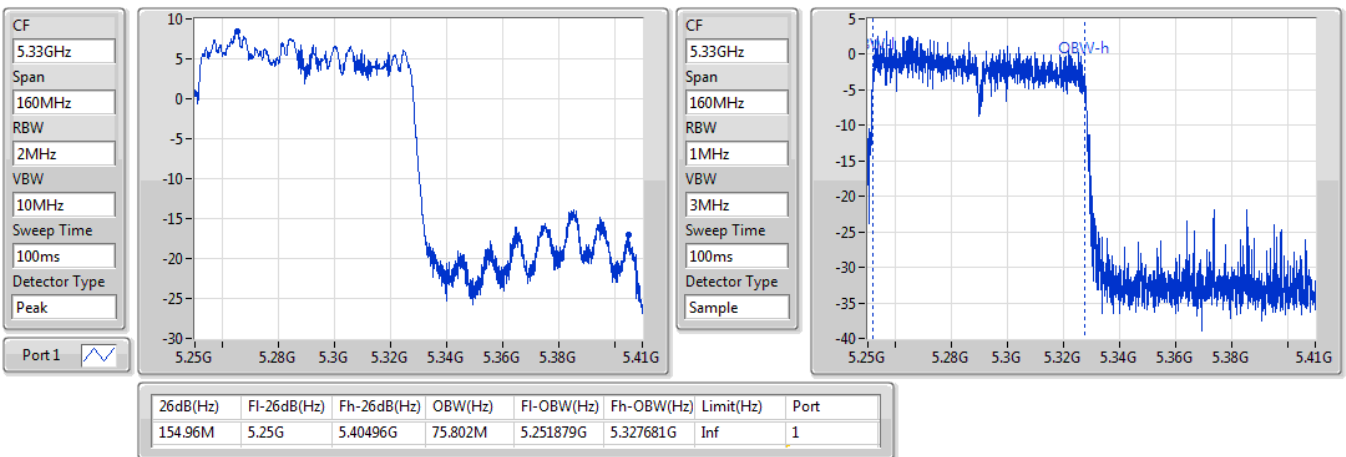 CF
5.33GHz
Span
160MHz
RBW
2MHz
VBW
10MHz
Sweep Time
100ms
Detector Type
Peak
Port 1
10
5
0
-5
-10
-15
-20
-25
-30
5.25G 5.28G 5.3G 5.32G 5.34G 5.36G 5.38G 5.41G
CF
5.33GHz
Span
160MHz
RBW
1MHz
VBW
3MHz
Sweep Time
100ms
Detector Type
Sample
5
0
-5
-10
-15
-20
-25
-30
-35
-40
OBW-h
5.25G 5.28G 5.3G 5.32G 5.34G 5.36G 5.38G 5.41G
26dB(Hz) Fl-26dB(Hz) Fh-26dB(Hz) OBW(Hz) Fl-OBW(Hz) Fh-OBW(Hz) Limit(Hz) Port
154.96M 5.25G 5.40496G 75.802M 5.251879G 5.327681G Inf 1